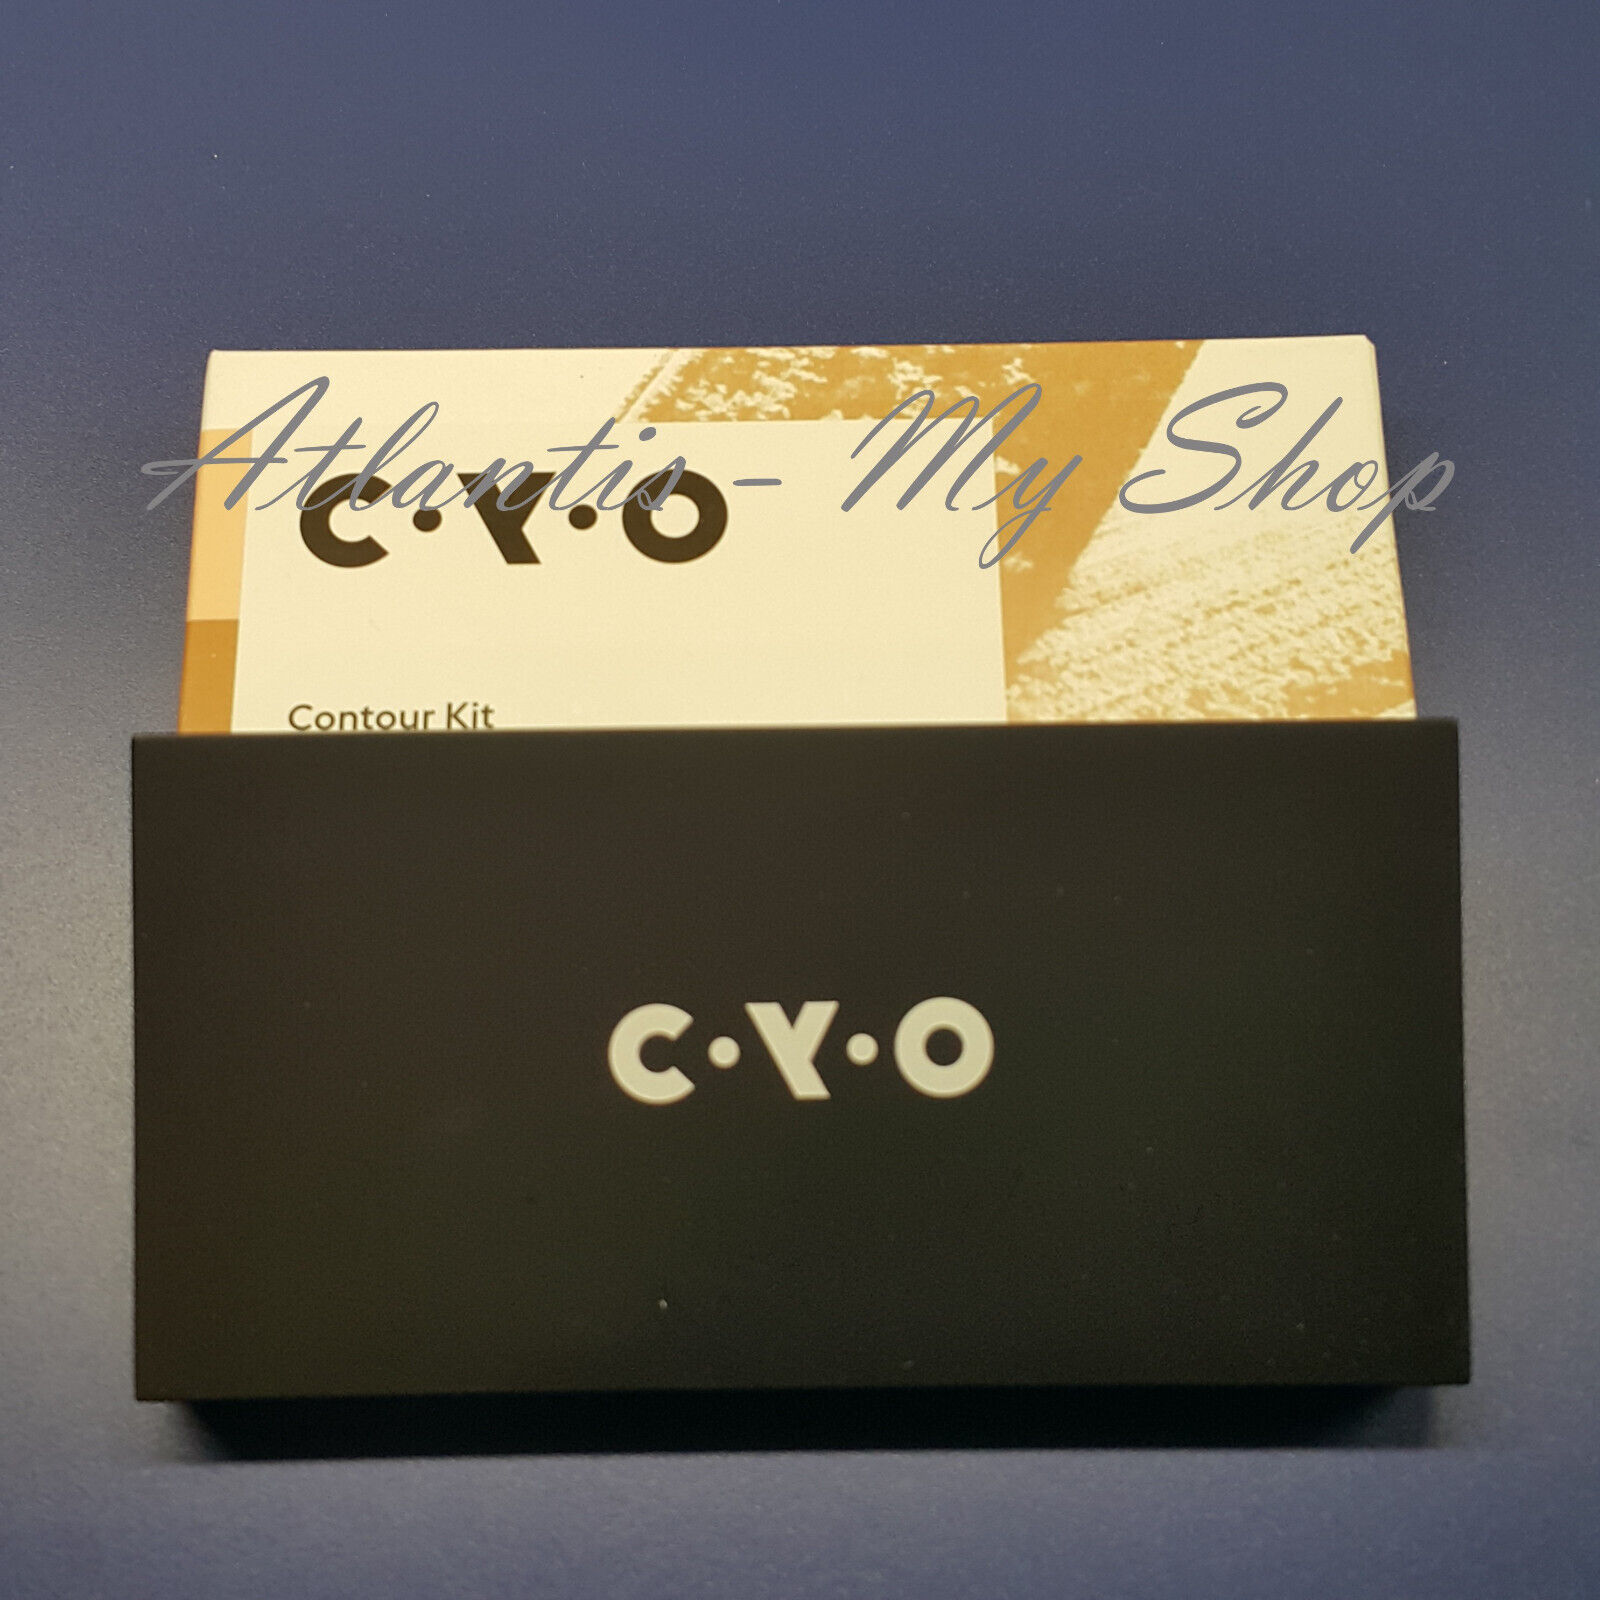 Atlantis - My Shop
C•Y•O
Contour Kit
C•Y•O